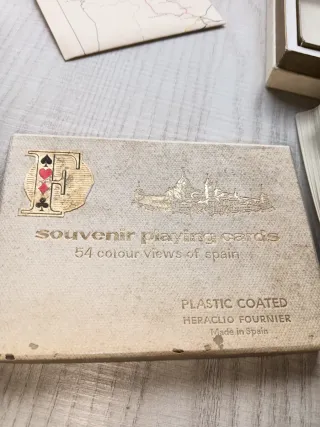 F
souvenir playing cards
54 colour views of spain
PLASTIC COATED
HERACLIO FOURNIER
Made in Spain